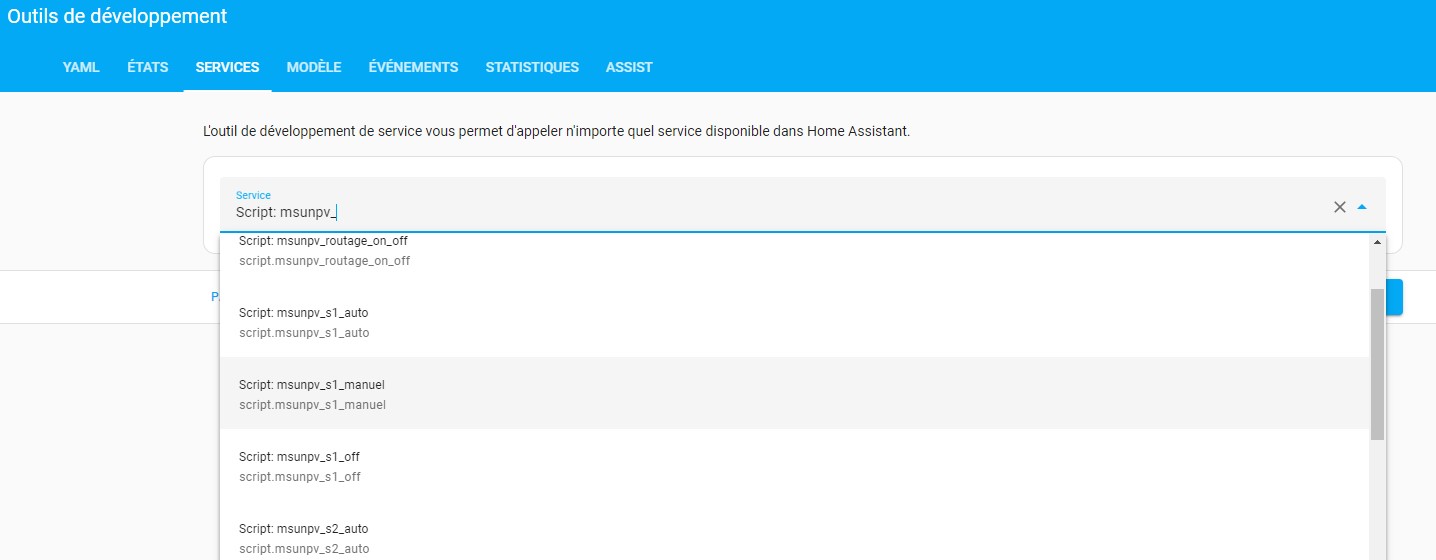 Outils de développement
YAML ÉTATS SERVICES MODÈLE ÉVÉNEMENTS STATISTIQUES ASSIST
L'outil de développement de service vous permet d'appeler n'importe quel service disponible dans Home Assistant.
Service
Script: msunpv_
Script: msunpv_routage_on_off
script.msunpv_routage_on_off
Script: msunpv_s1_auto
script.msunpv_s1_auto
Script: msunpv_s1_manuel
script.msunpv_s1_manuel
Script: msunpv_s1_off
script.msunpv_s1_off
Script: msunpv_s2_auto
script.msunpv_s2_auto